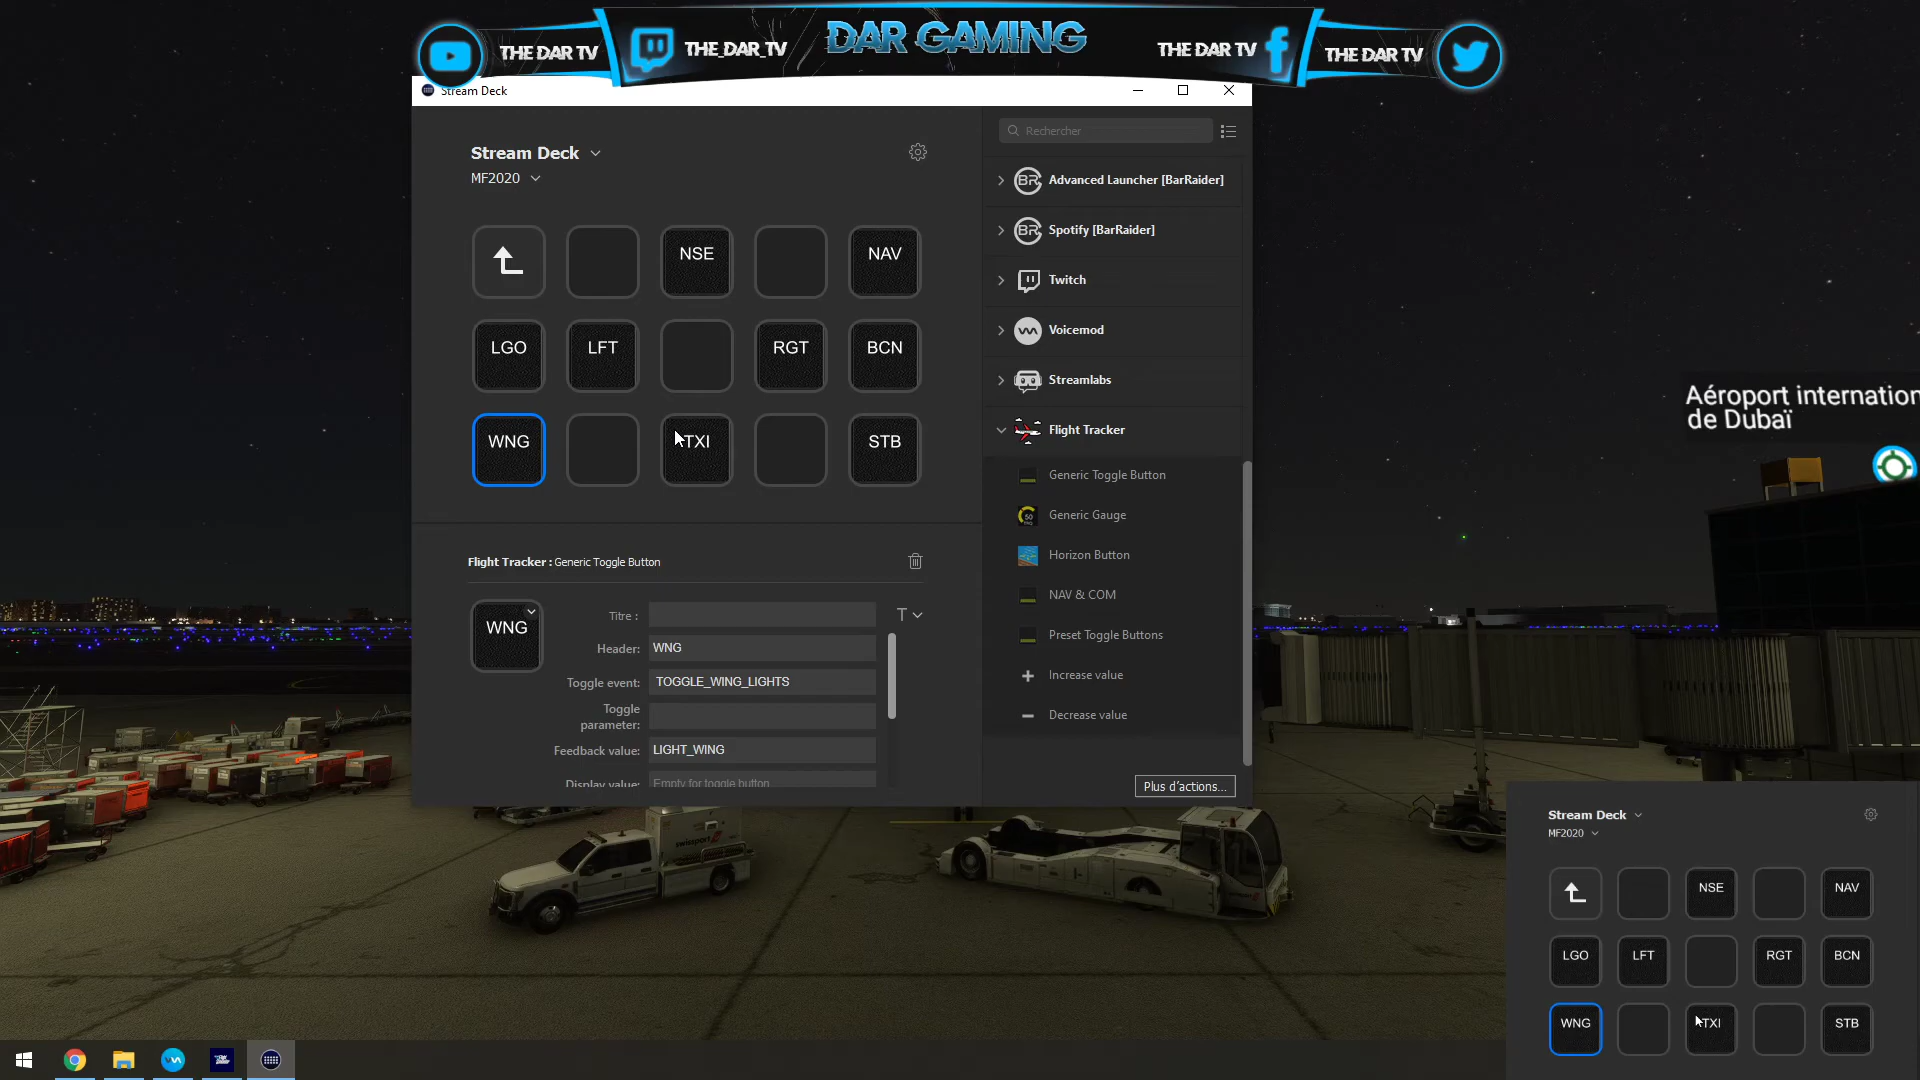 THE DAR TV
THE_DAR_TV
DAR GAMING
THE DAR TV
THE DAR TV
Stream Deck
Stream Deck
MF2020
Rechercher
Advanced Launcher [BarRaider]
Spotify [BarRaider]
Twitch
Voicemod
Streamlabs
Flight Tracker
Generic Toggle Button
Generic Gauge
Horizon Button
NAV & COM
Preset Toggle Buttons
Increase value
Decrease value
Plus d'actions...
NSE
NAV
LGO
LFT
RGT
BCN
WNG
TXI
STB
Flight Tracker : Generic Toggle Button
WNG
Titre :
Header:
WNG
Toggle event:
TOGGLE_WING_LIGHTS
Toggle
parameter:
Feedback value:
LIGHT_WING
Display value:
Empty for toggle button
Aéroport internation
de Dubaï
swissport
Stream Deck
MF2020
NSE
NAV
LGO
LFT
RGT
BCN
WNG
TXI
STB